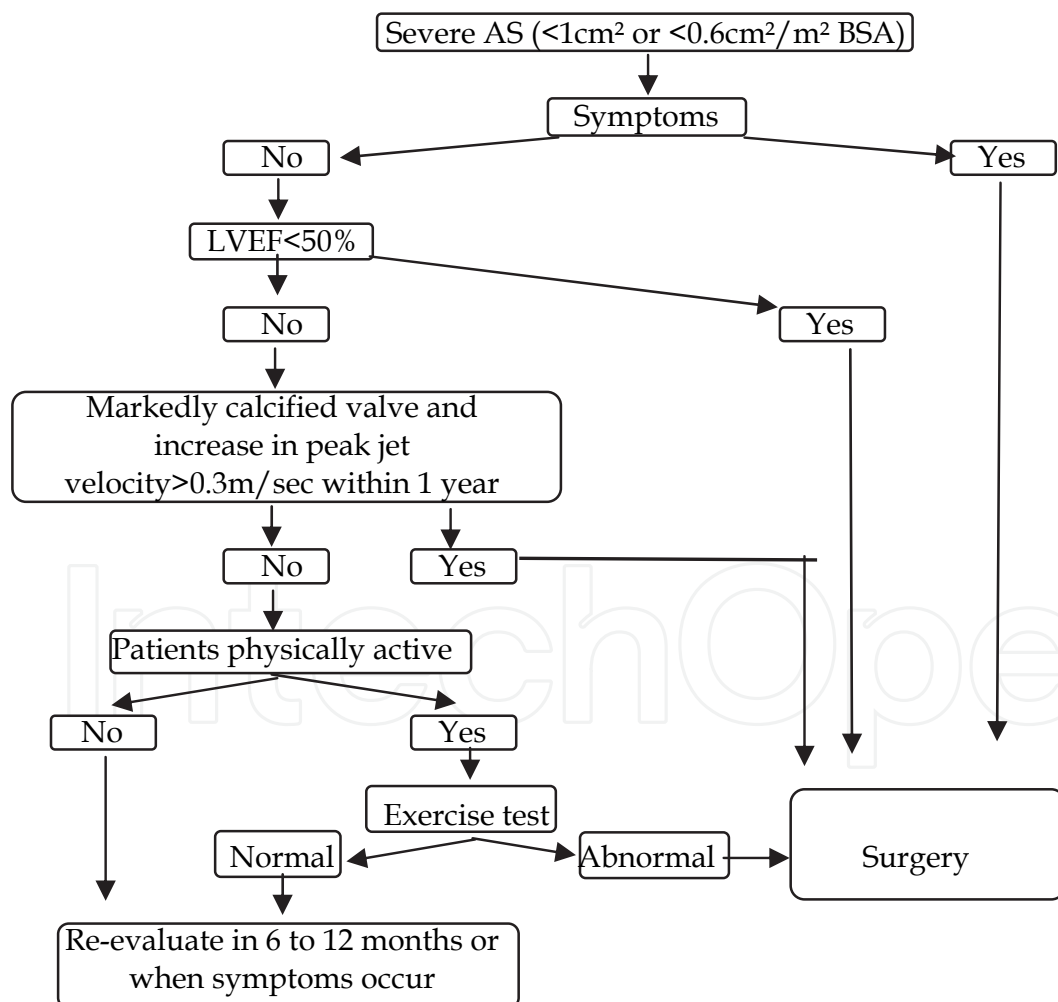 Severe AS (<1cm² or <0.6cm²/m² BSA)
Symptoms
No
Yes
LVEF<50%
No
Yes
Markedly calcified valve and
increase in peak jet
velocity>0.3m/sec within 1 year
No
Yes
Patients physically active
No
Yes
Exercise test
Normal
Abnormal
Surgery
Re-evaluate in 6 to 12 months or
when symptoms occur
IntechOpe